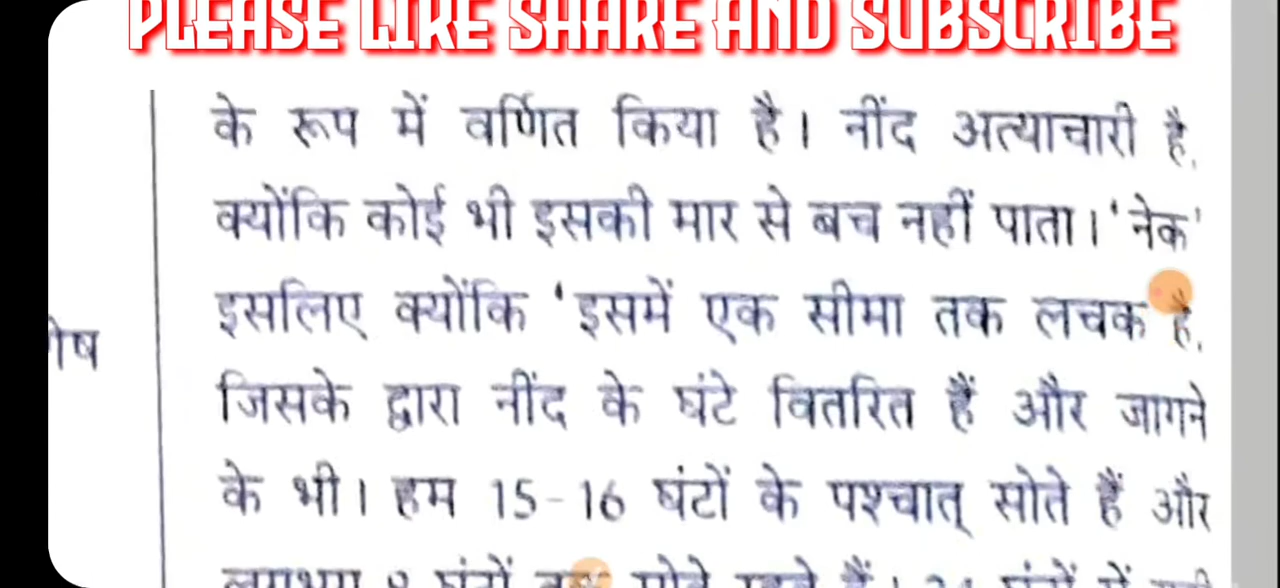 PLEASE LIKE SHARE AND SUBSCRIBE
के रूप में वर्णित किया है। नींद अत्याचारी है,
क्योंकि कोई भी इसकी मार से बच नहीं पाता। 'नेक'
इसलिए क्योंकि 'इसमें एक सीमा तक लचक है,
जिसके द्वारा नींद के घंटे वितरित हैं और जागने
के भी। हम 15-16 घंटों के पश्चात् सोते हैं और